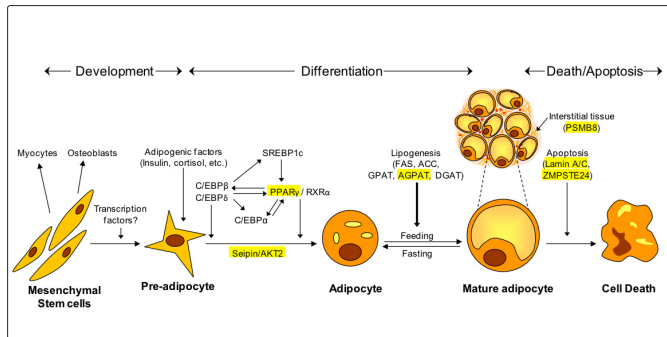 Development
Differentiation
Death/Apoptosis
Myocytes
Osteoblasts
Transcription
factors?
Mesenchymal
Stem cells
Adipogenic factors
(Insulin, cortisol, etc.)
Pre-adipocyte
SREBP1c
C/EBPβ
C/EBPδ
PPARγ / RXRα
C/EBPα
Seipin/AKT2
Adipocyte
Lipogenesis
(FAS, ACC,
GPAT, AGPAT, DGAT)
Feeding
Fasting
Mature adipocyte
Interstitial tissue
(PSMB8)
Apoptosis
(Lamin A/C,
ZMPSTE24)
Cell Death